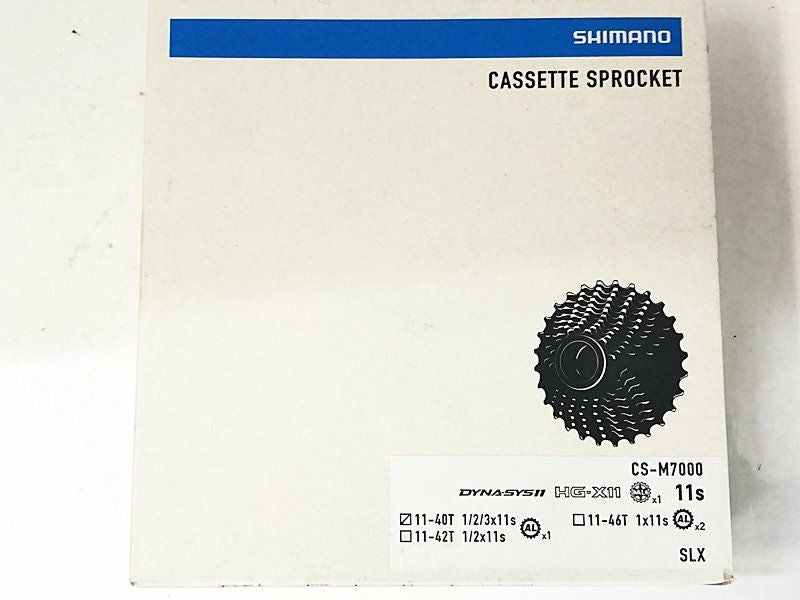 SHIMANO
CASSETTE SPROCKET
CS-M7000
DYNA-SYS11 HG-X11 x1 11s
11-40T 1/2/3x11s
11-42T 1/2x11s
AL x1
11-46T 1x11s AL x2
SLX